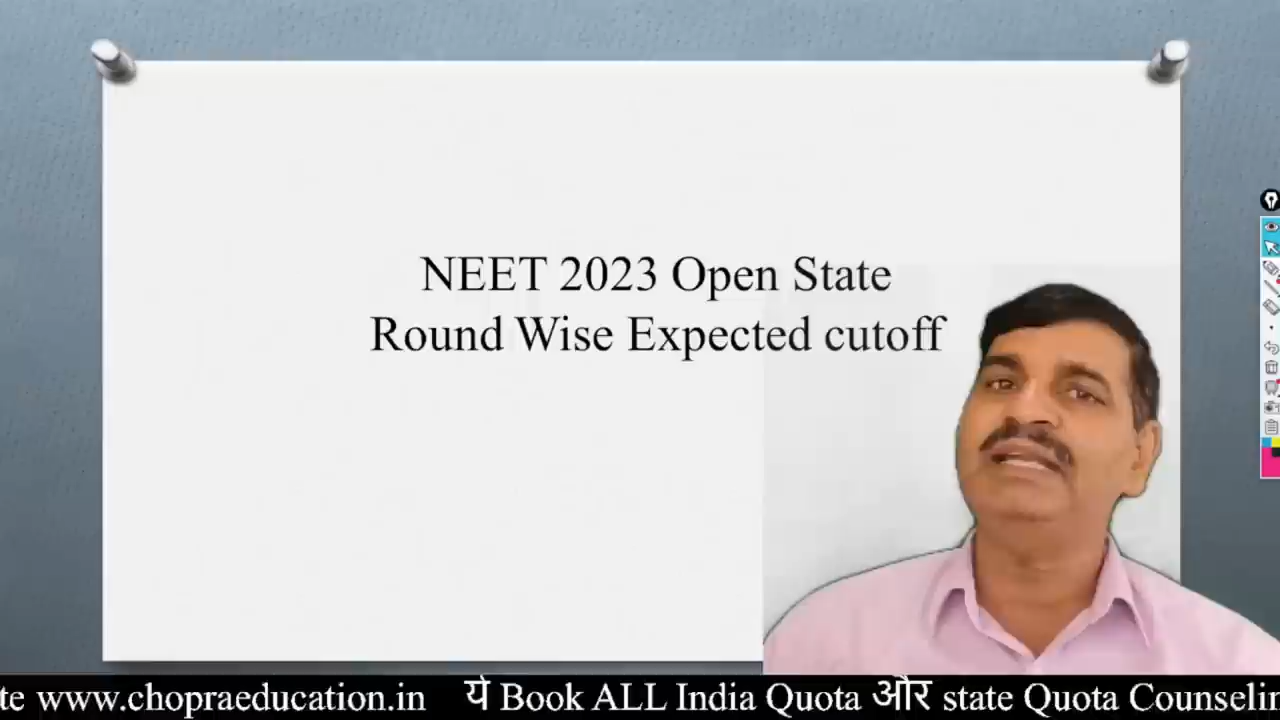 NEET 2023 Open State
Round Wise Expected cutoff
te www.chopraeducation.in ये Book ALL India Quota और state Quota Counselin